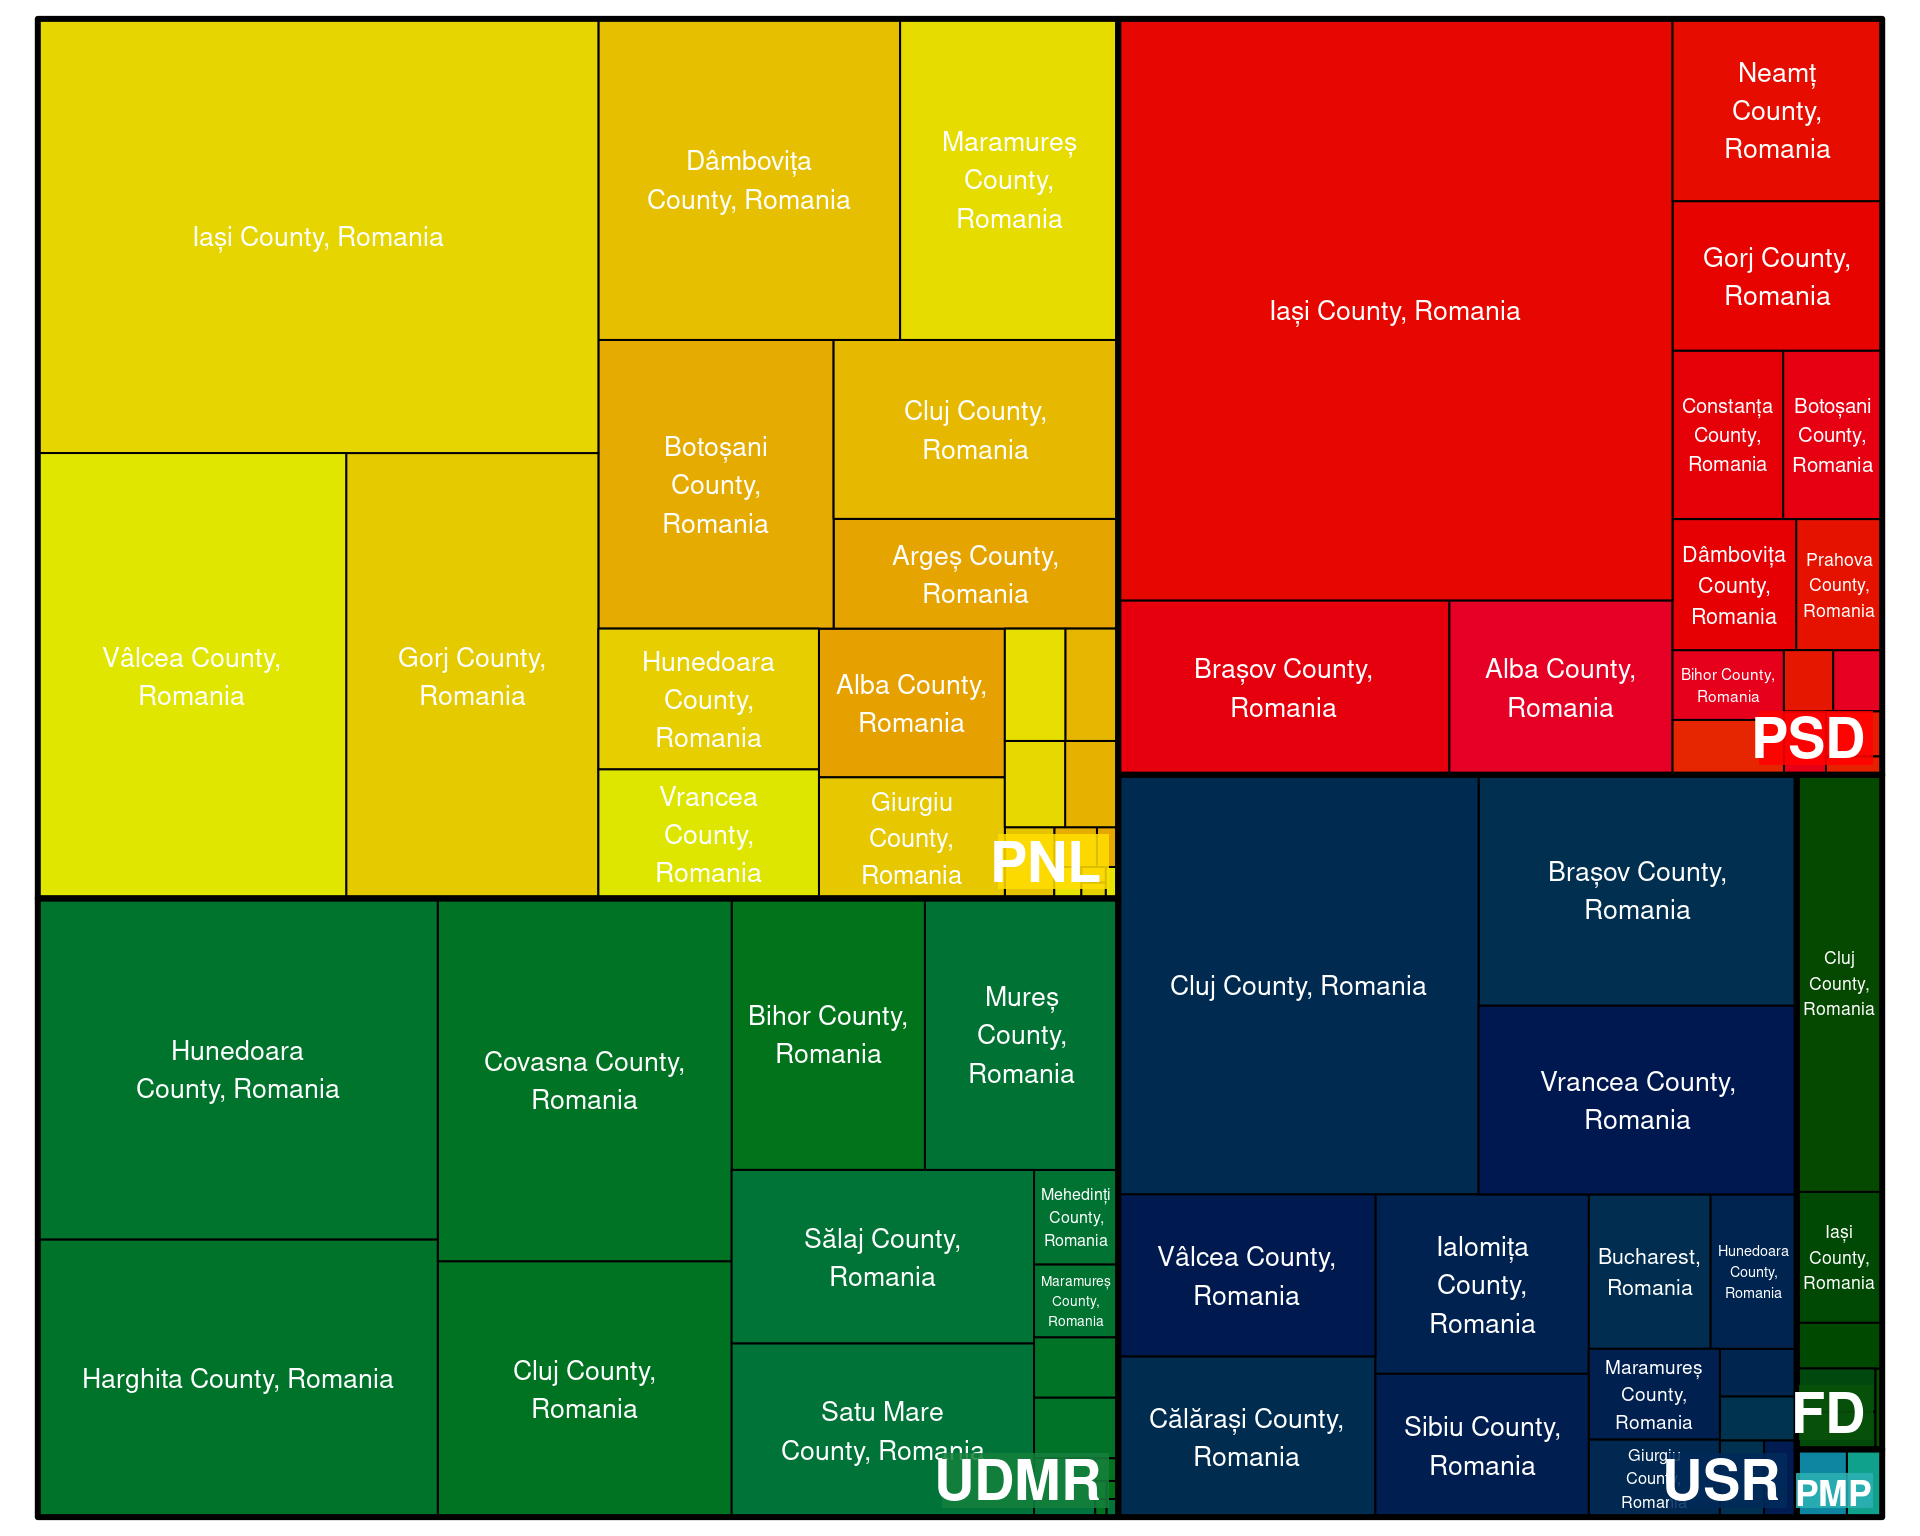 Iași County, Romania
Dâmbovița
County, Romania
Maramureș
County,
Romania
Botoșani
County,
Romania
Cluj County,
Romania
Argeș County,
Romania
Vâlcea County,
Romania
Gorj County,
Romania
Hunedoara
County,
Romania
Alba County,
Romania
Vrancea
County,
Romania
Giurgiu
County,
Romania
PNL
Iași County, Romania
Neamț
County,
Romania
Gorj County,
Romania
Constanța
County,
Romania
Botoșani
County,
Romania
Dâmbovița
County,
Romania
Prahova
County,
Romania
Brașov County,
Romania
Alba County,
Romania
Bihor County,
Romania
PSD
Hunedoara
County, Romania
Covasna County,
Romania
Bihor County,
Romania
Mureș
County,
Romania
Harghita County, Romania
Cluj County,
Romania
Sălaj County,
Romania
Mehedinți
County,
Romania
Maramureș
County,
Romania
Satu Mare
County, Romania
UDMR
Cluj County, Romania
Brașov County,
Romania
Vrancea County,
Romania
Vâlcea County,
Romania
Ialomița
County,
Romania
Bucharest,
Romania
Hunedoara
County,
Romania
Călărași County,
Romania
Sibiu County,
Romania
Maramureș
County,
Romania
Giurgiu
County,
Romania
USR
Cluj
County,
Romania
Iași
County,
Romania
FD
PMP